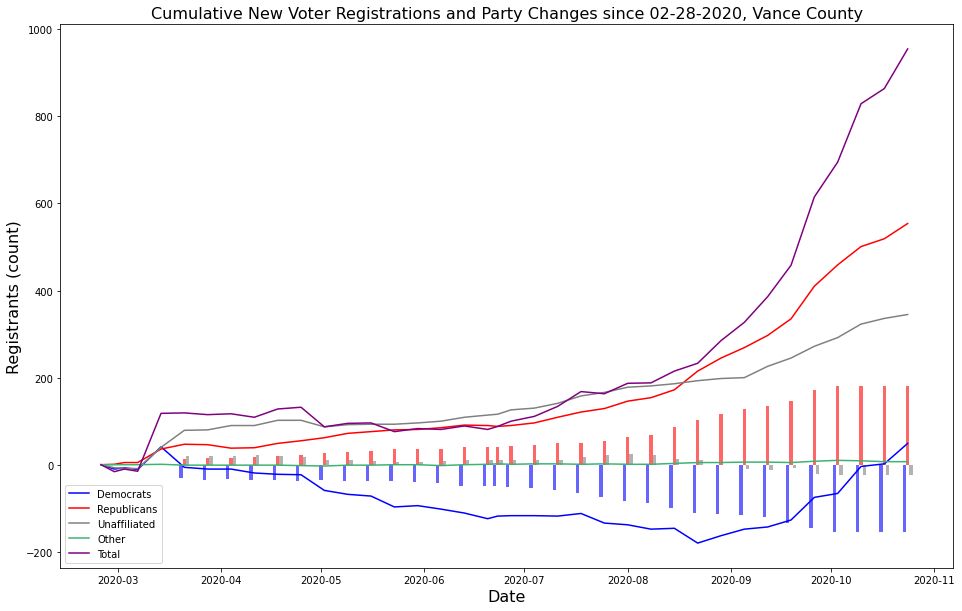 Cumulative New Voter Registrations and Party Changes since 02-28-2020, Vance County
Registrants (count)
1000
800
600
400
200
0
−200
Democrats
Republicans
Unaffiliated
Other
Total
2020-03
2020-04
2020-05
2020-06
2020-07
2020-08
2020-09
2020-10
2020-11
Date